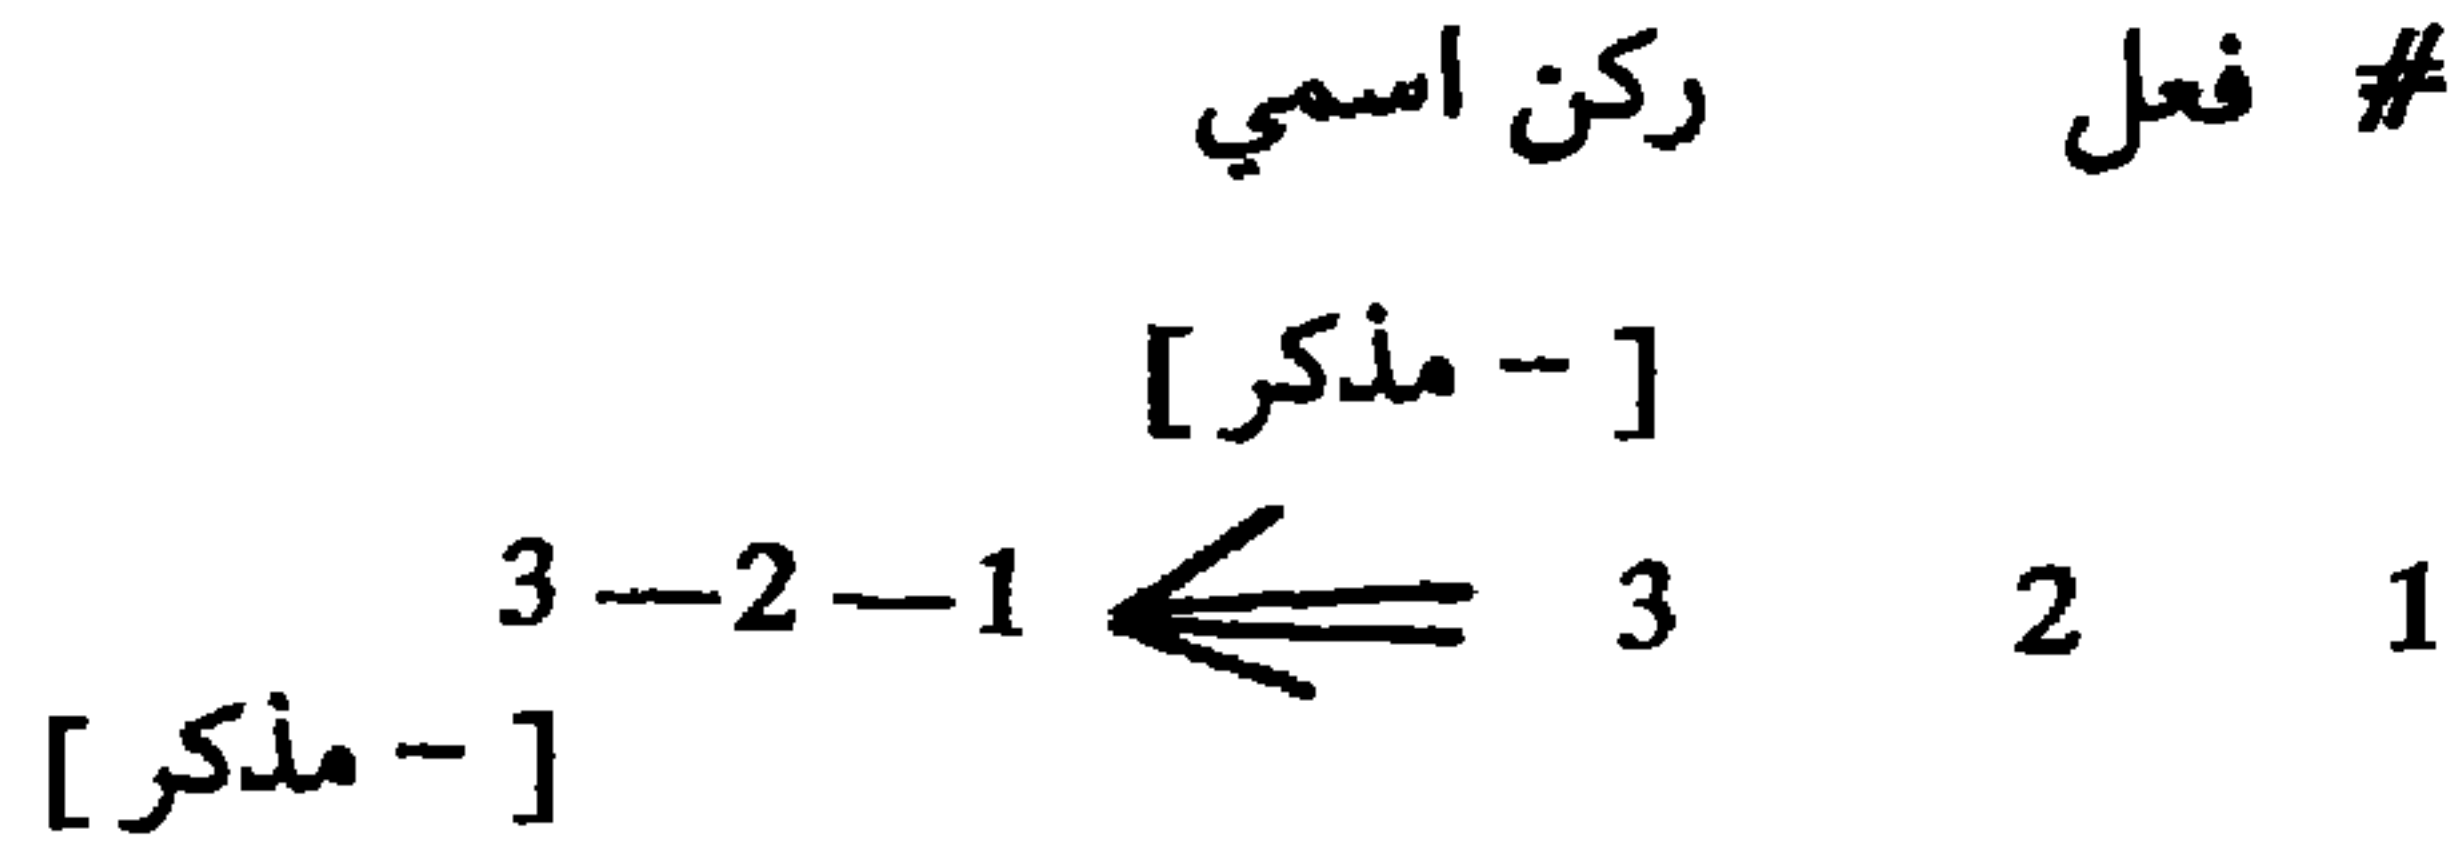 # فعل ركن اسمي
[ - مذكر ]
1 2 3 ⇐ 1 — 2 — 3
[ - مذكر ]